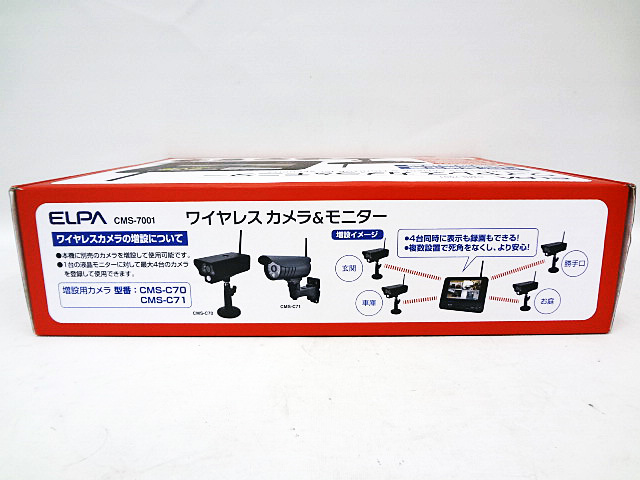 ELPA CMS-7001 ワイヤレス カメラ&モニター
ワイヤレスカメラの増設について
●本機に別売のカメラを増設して使用可能です。
●1台の液晶モニターに対して最大4台のカメラ
を登録して使用できます。
増設用カメラ 型番：CMS-C70
CMS-C71
CMS-C70
CMS-C71
増設イメージ
●4台同時に表示も録画もできる!
●複数設置で死角をなくし、より安心!
玄関
勝手口
車庫
お庭